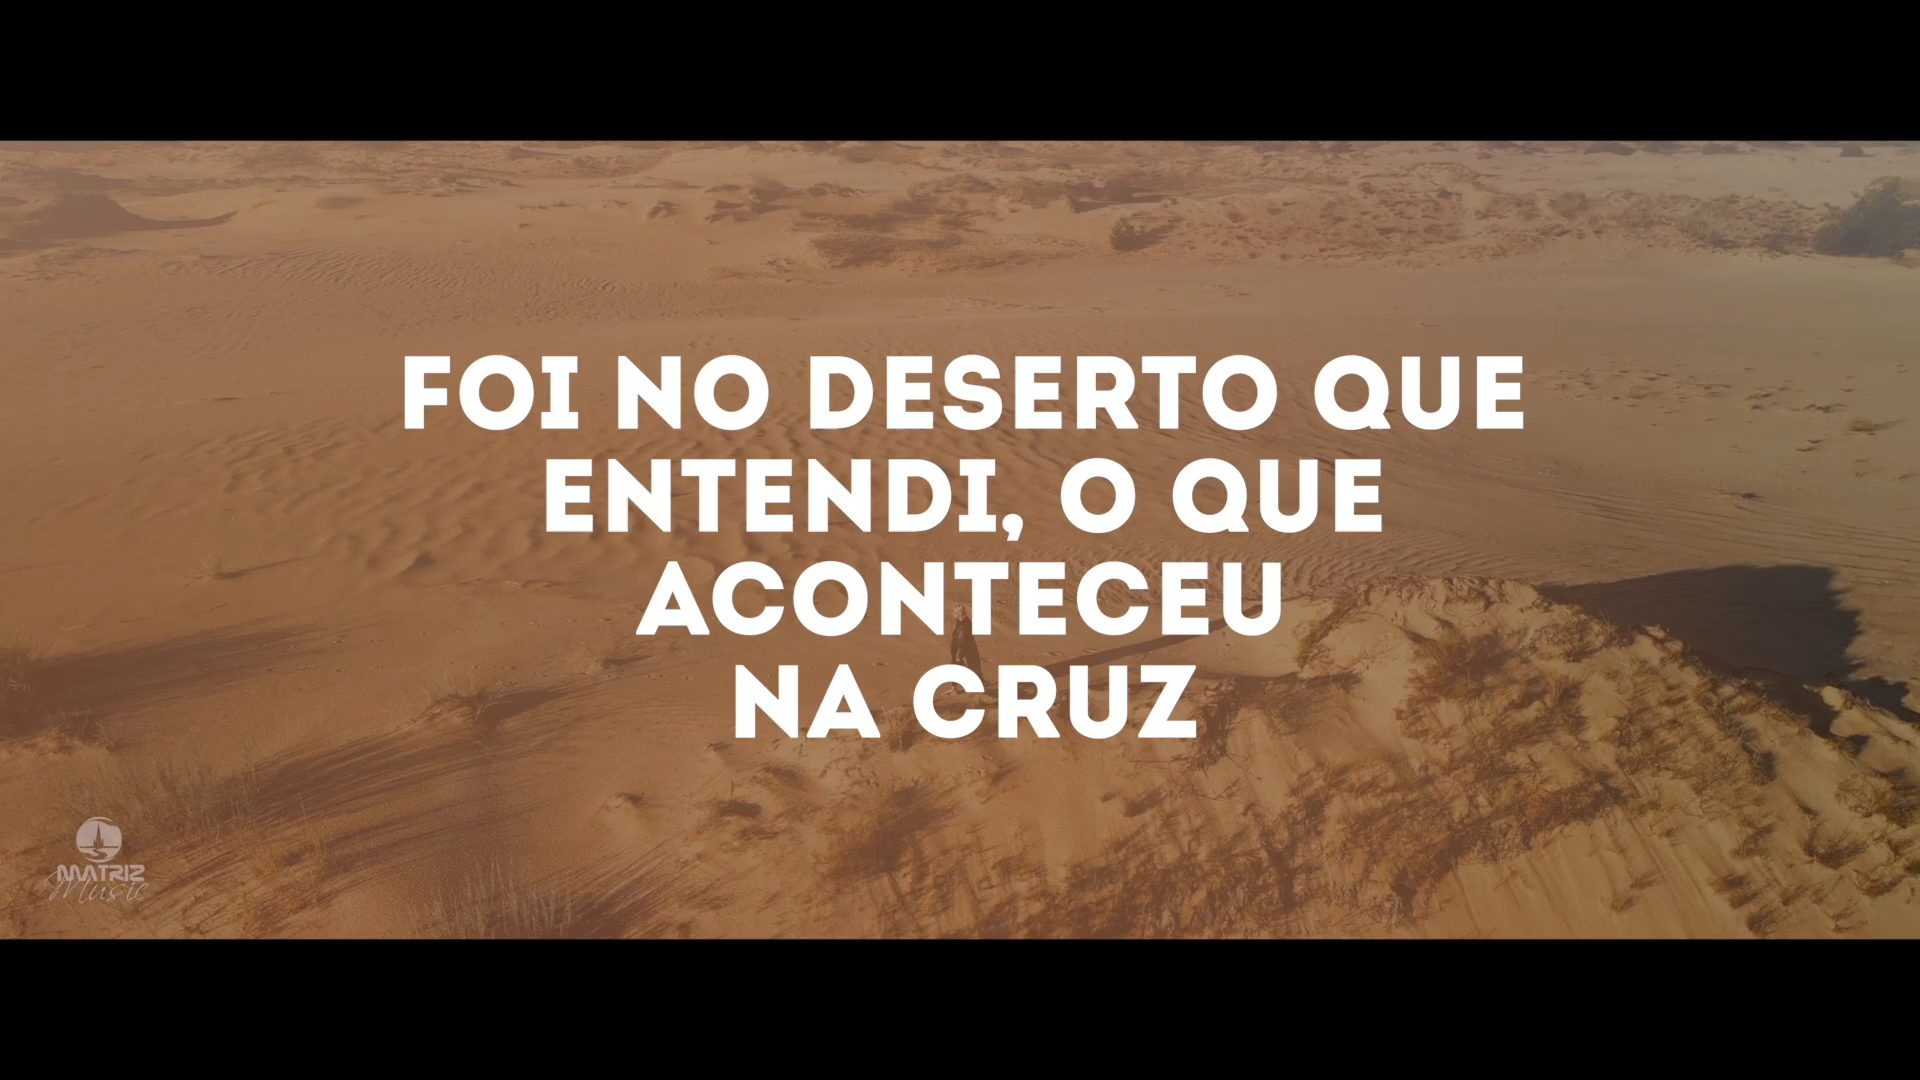 FOI NO DESERTO QUE
ENTENDI, O QUE
ACONTECEU
NA CRUZ
MATRIZ
Music